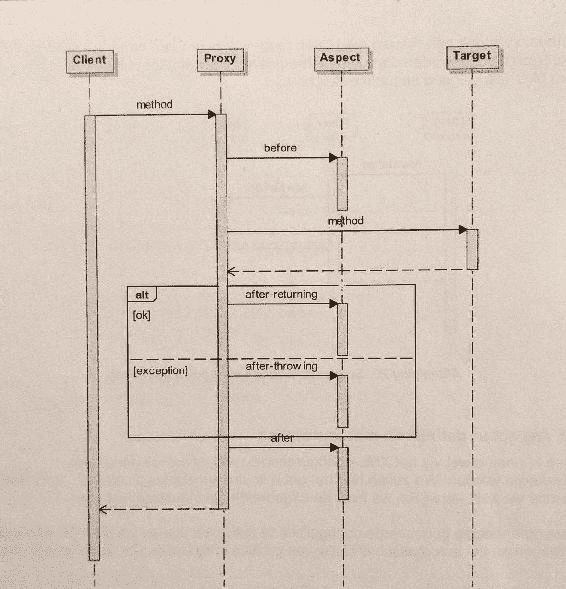 Client
Proxy
Aspect
Target
method
before
method
alt
after-returning
[ok]
[exception]
after-throwing
after